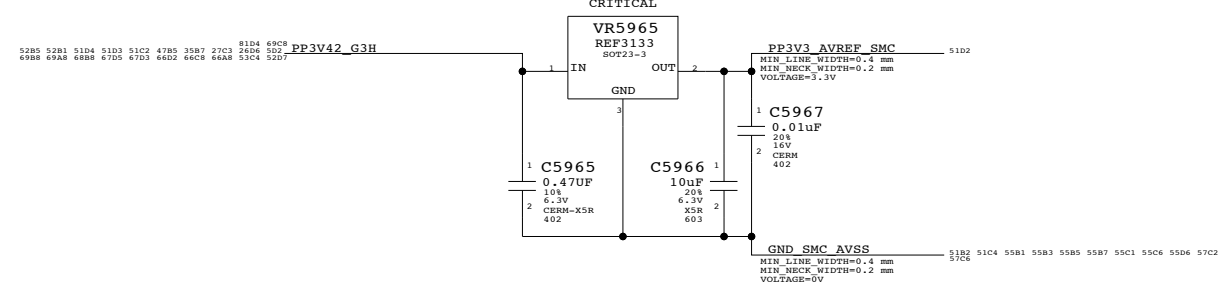 CRITICAL
VR5965
REF3133
SOT23-3
81D4 69C8
52B5 52B1 51D4 51D3 51C2 47B5 35B7 27C3 26D6 5D2
69B8 69A8 68B8 67D5 67D3 66D2 66C8 66A8 53C4 52D7
PP3V42_G3H
PP3V3_AVREF_SMC
51D2
MIN_LINE_WIDTH=0.4 mm
MIN_NECK_WIDTH=0.2 mm
VOLTAGE=3.3V
1
IN
OUT
2
GND
3
1
C5967
0.01uF
20%
16V
CERM
402
2
1
C5965
0.47UF
10%
6.3V
CERM-X5R
402
2
C5966
1
10uF
20%
6.3V
X5R
603
2
GND_SMC_AVSS
51B2 51C4 55B1 55B3 55B5 55B7 55C1 55C6 55D6 57C2
57C6
MIN_LINE_WIDTH=0.4 mm
MIN_NECK_WIDTH=0.2 mm
VOLTAGE=0V